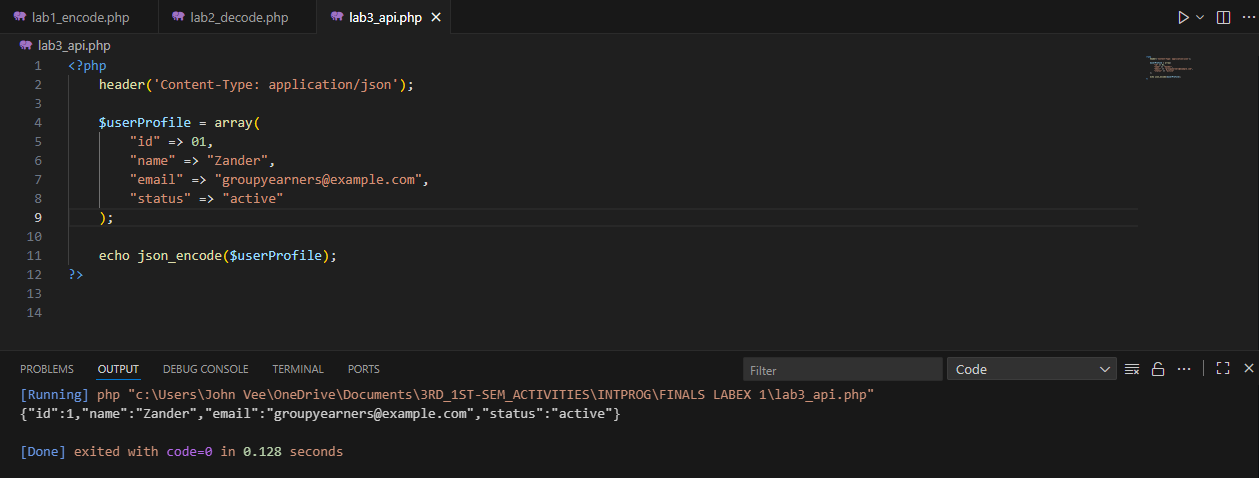 lab1_encode.php lab2_decode.php lab3_api.php
lab3_api.php
1 <?php
2     header('Content-Type: application/json');
3
4     $userProfile = array(
5         "id" => 01,
6         "name" => "Zander",
7         "email" => "groupyearners@example.com",
8         "status" => "active"
9     );
10
11     echo json_encode($userProfile);
12 ?>
13
14
PROBLEMS OUTPUT DEBUG CONSOLE TERMINAL PORTS Filter Code
[Running] php "c:\Users\John Vee\OneDrive\Documents\3RD_1ST-SEM_ACTIVITIES\INTPROG\FINALS LABEX 1\lab3_api.php"
{"id":1,"name":"Zander","email":"groupyearners@example.com","status":"active"}
[Done] exited with code=0 in 0.128 seconds